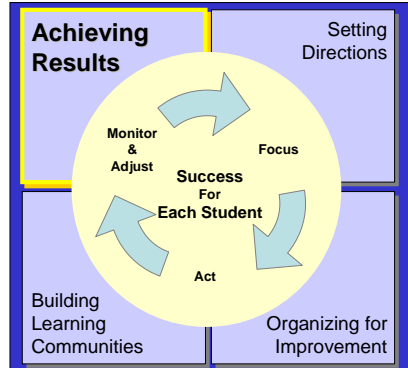 Achieving
Results
Setting
Directions
Monitor
&
Adjust
Focus
Success
For
Each Student
Act
Building
Learning
Communities
Organizing for
Improvement